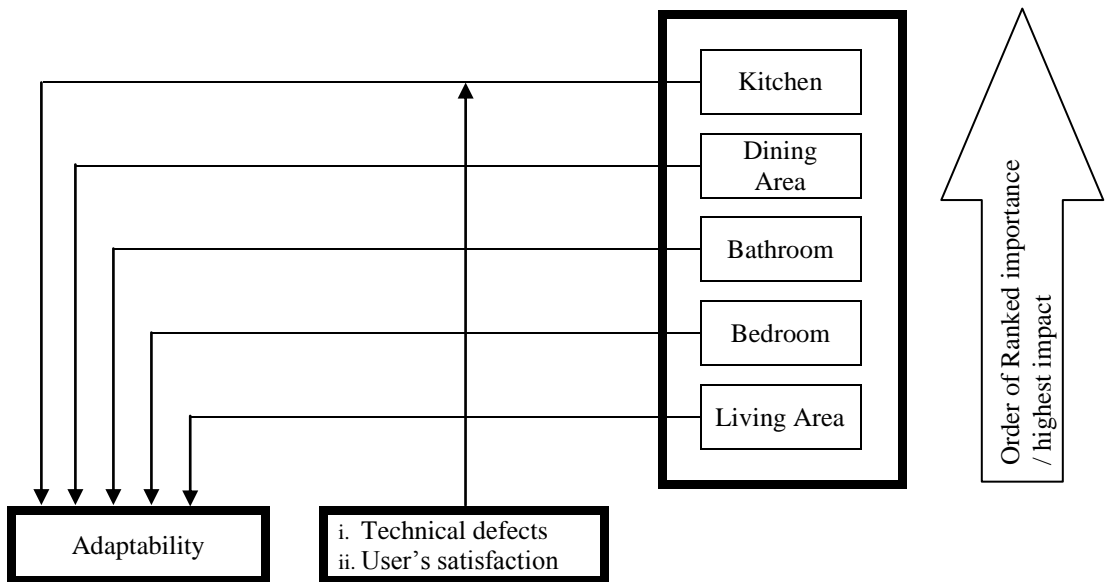 Kitchen
Dining
Area
Bathroom
Bedroom
Living Area
Order of Ranked importance
/ highest impact
Adaptability
i. Technical defects
ii. User’s satisfaction